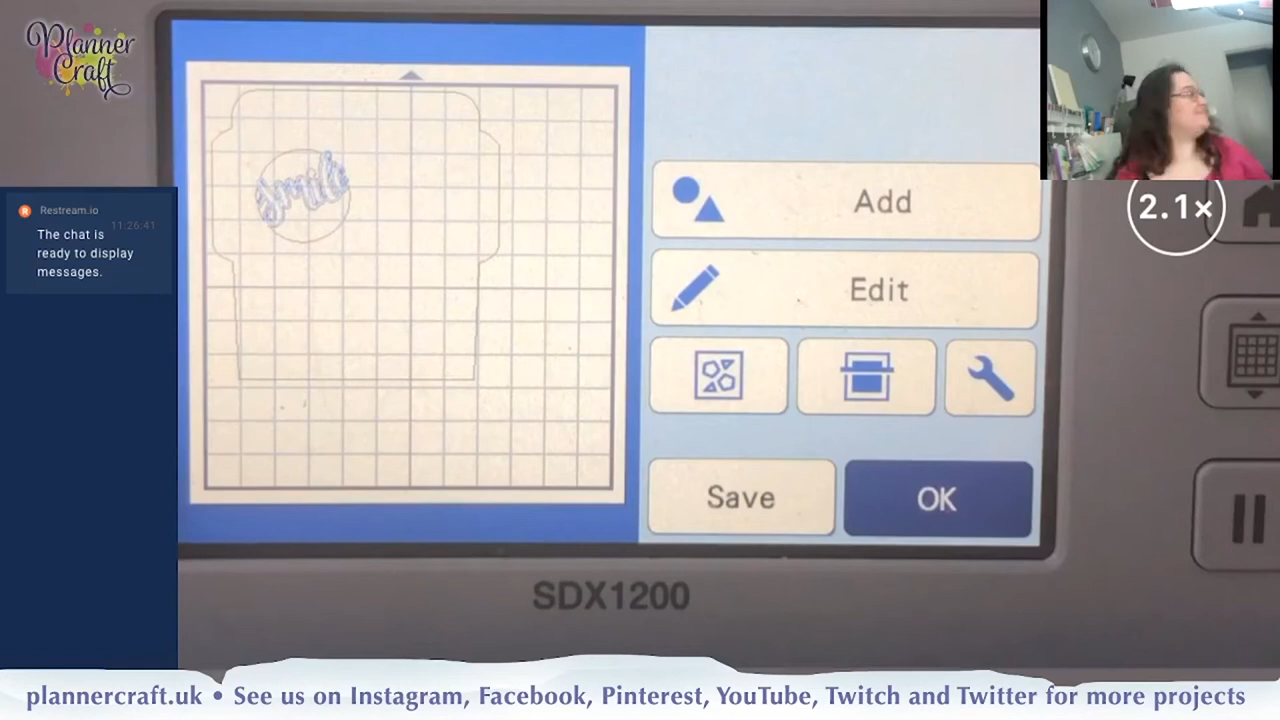 Planner
Craft
Restream.io
11:26:41
The chat is
ready to display
messages.
smile
Add
Edit
Save
OK
2.1×
SDX1200
plannercraft.uk • See us on Instagram, Facebook, Pinterest, YouTube, Twitch and Twitter for more projects